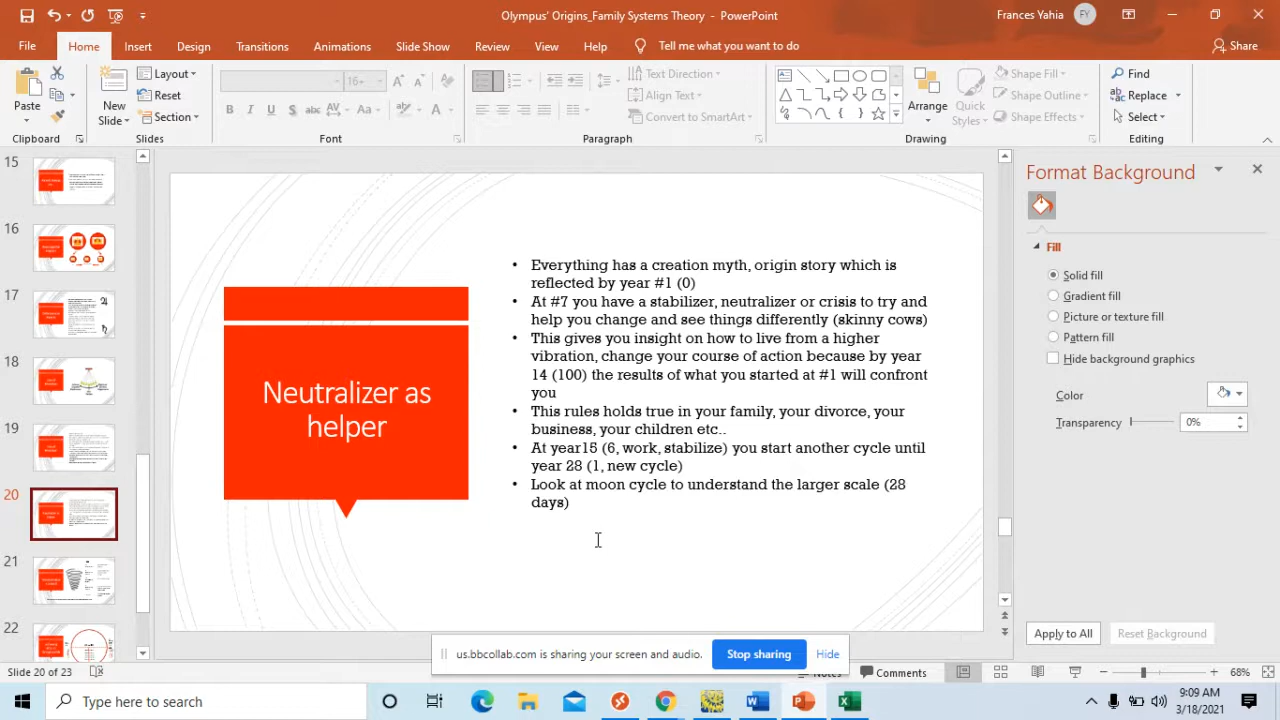 Olympus' Origin_Family Systems Theory - PowerPoint
Frances Yahia
FY
File
Home
Insert
Design
Transitions
Animations
Slide Show
Review
View
Help
Tell me what you want to do
Share
Paste
New
Slide
Layout
Reset
Section
16
B
I
U
S
abc
AV
Aa
A
Text Direction
Align Text
Convert to SmartArt
Arrange
Quick
Styles
Shape Fill
Shape Outline
Shape Effects
Find
Replace
Select
Clipboard
Slides
Font
Paragraph
Drawing
Editing
15
16
17
18
19
20
21
22
Neutralizer as
helper
• Everything has a creation myth, origin story which is
reflected by year #1 (0)
• At #7 you have a stabilizer, neutralizer or crisis to try and
help you change and see things differently (skinny cows)
• This gives you insight on how to live from a higher
vibration, change your course of action because by year
14 (100) the results of what you started at #1 will confront
you
• This rules holds true in your family, your divorce, your
business, your children etc..
• At year15 (6, work, stabilize) you start another cycle until
year 28 (1, new cycle)
• Look at moon cycle to understand the larger scale (28
days)
Format Background
Fill
Solid fill
Gradient fill
Picture or texture fill
Pattern fill
Hide background graphics
Color
Transparency
0%
Apply to All
Reset Background
us.bbcollab.com is sharing your screen and audio.
Stop sharing
Hide
Slide 20 of 23
Notes
Comments
68%
Type here to search
9:09 AM
3/18/2021